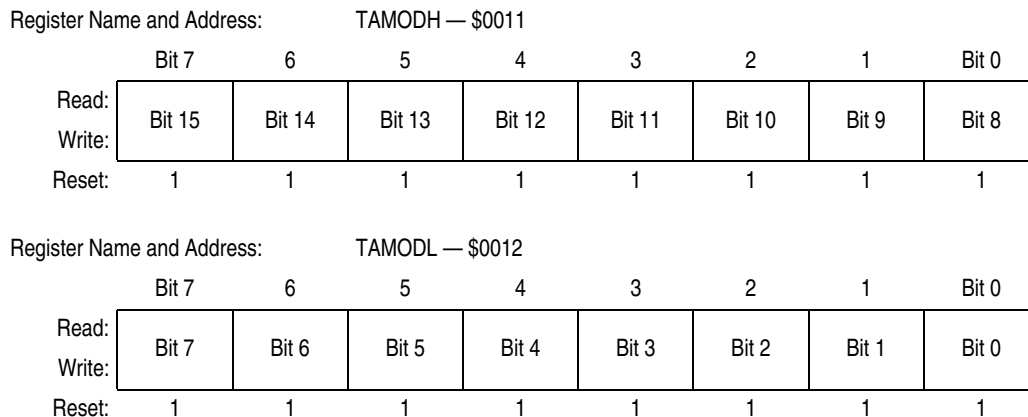 Register Name and Address: TAMODH — $0011
Bit 7 6 5 4 3 2 1 Bit 0
Read:
Bit 15 Bit 14 Bit 13 Bit 12 Bit 11 Bit 10 Bit 9 Bit 8
Write:
Reset: 1 1 1 1 1 1 1 1
Register Name and Address: TAMODL — $0012
Bit 7 6 5 4 3 2 1 Bit 0
Read:
Bit 7 Bit 6 Bit 5 Bit 4 Bit 3 Bit 2 Bit 1 Bit 0
Write:
Reset: 1 1 1 1 1 1 1 1